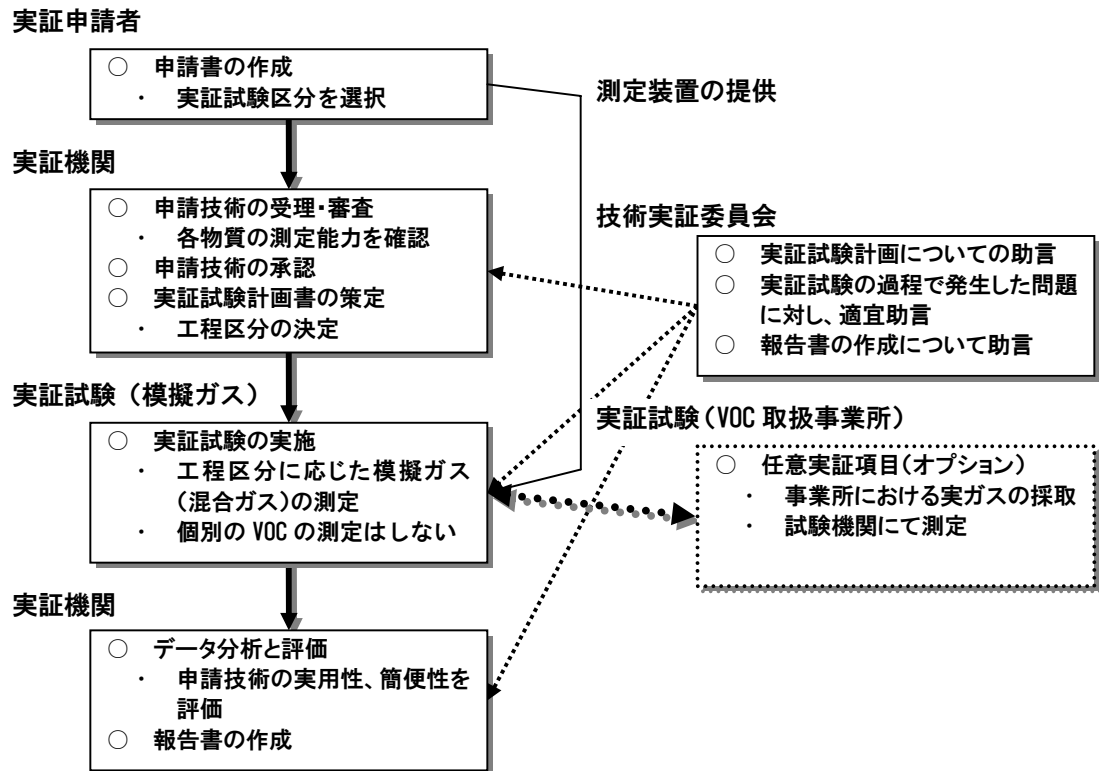 実証申請者
○ 申請書の作成
・ 実証試験区分を選択
測定装置の提供
実証機関
○ 申請技術の受理・審査
・ 各物質の測定能力を確認
○ 申請技術の承認
○ 実証試験計画書の策定
・ 工程区分の決定
技術実証委員会
○ 実証試験計画についての助言
○ 実証試験の過程で発生した問題
に対し、適宜助言
○ 報告書の作成について助言
実証試験（模擬ガス）
○ 実証試験の実施
・ 工程区分に応じた模擬ガス
（混合ガス）の測定
・ 個別の VOC の測定はしない
実証試験（VOC 取扱事業所）
○ 任意実証項目（オプション）
・ 事業所における実ガスの採取
・ 試験機関にて測定
実証機関
○ データ分析と評価
・ 申請技術の実用性、簡便性を
評価
○ 報告書の作成